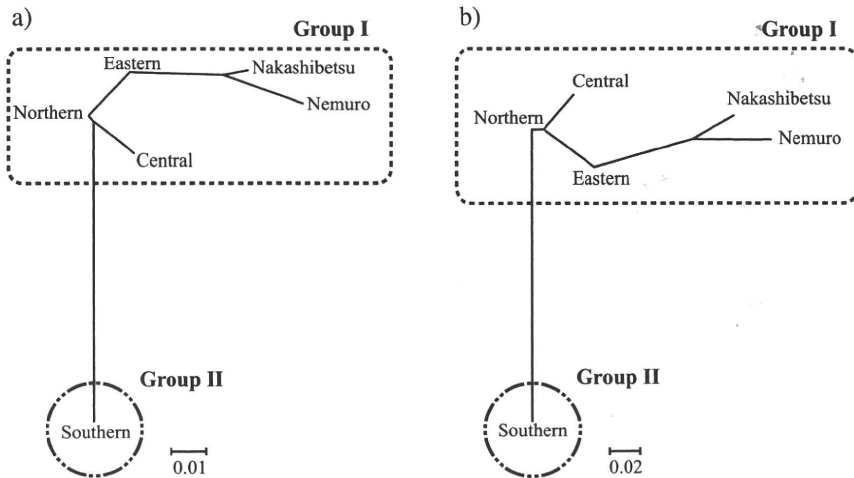 a)
Group I
Eastern
Nakashibetsu
Nemuro
Northern
Central
Group II
Southern
0.01
b)
Group I
Central
Nakashibetsu
Northern
Nemuro
Eastern
Group II
Southern
0.02